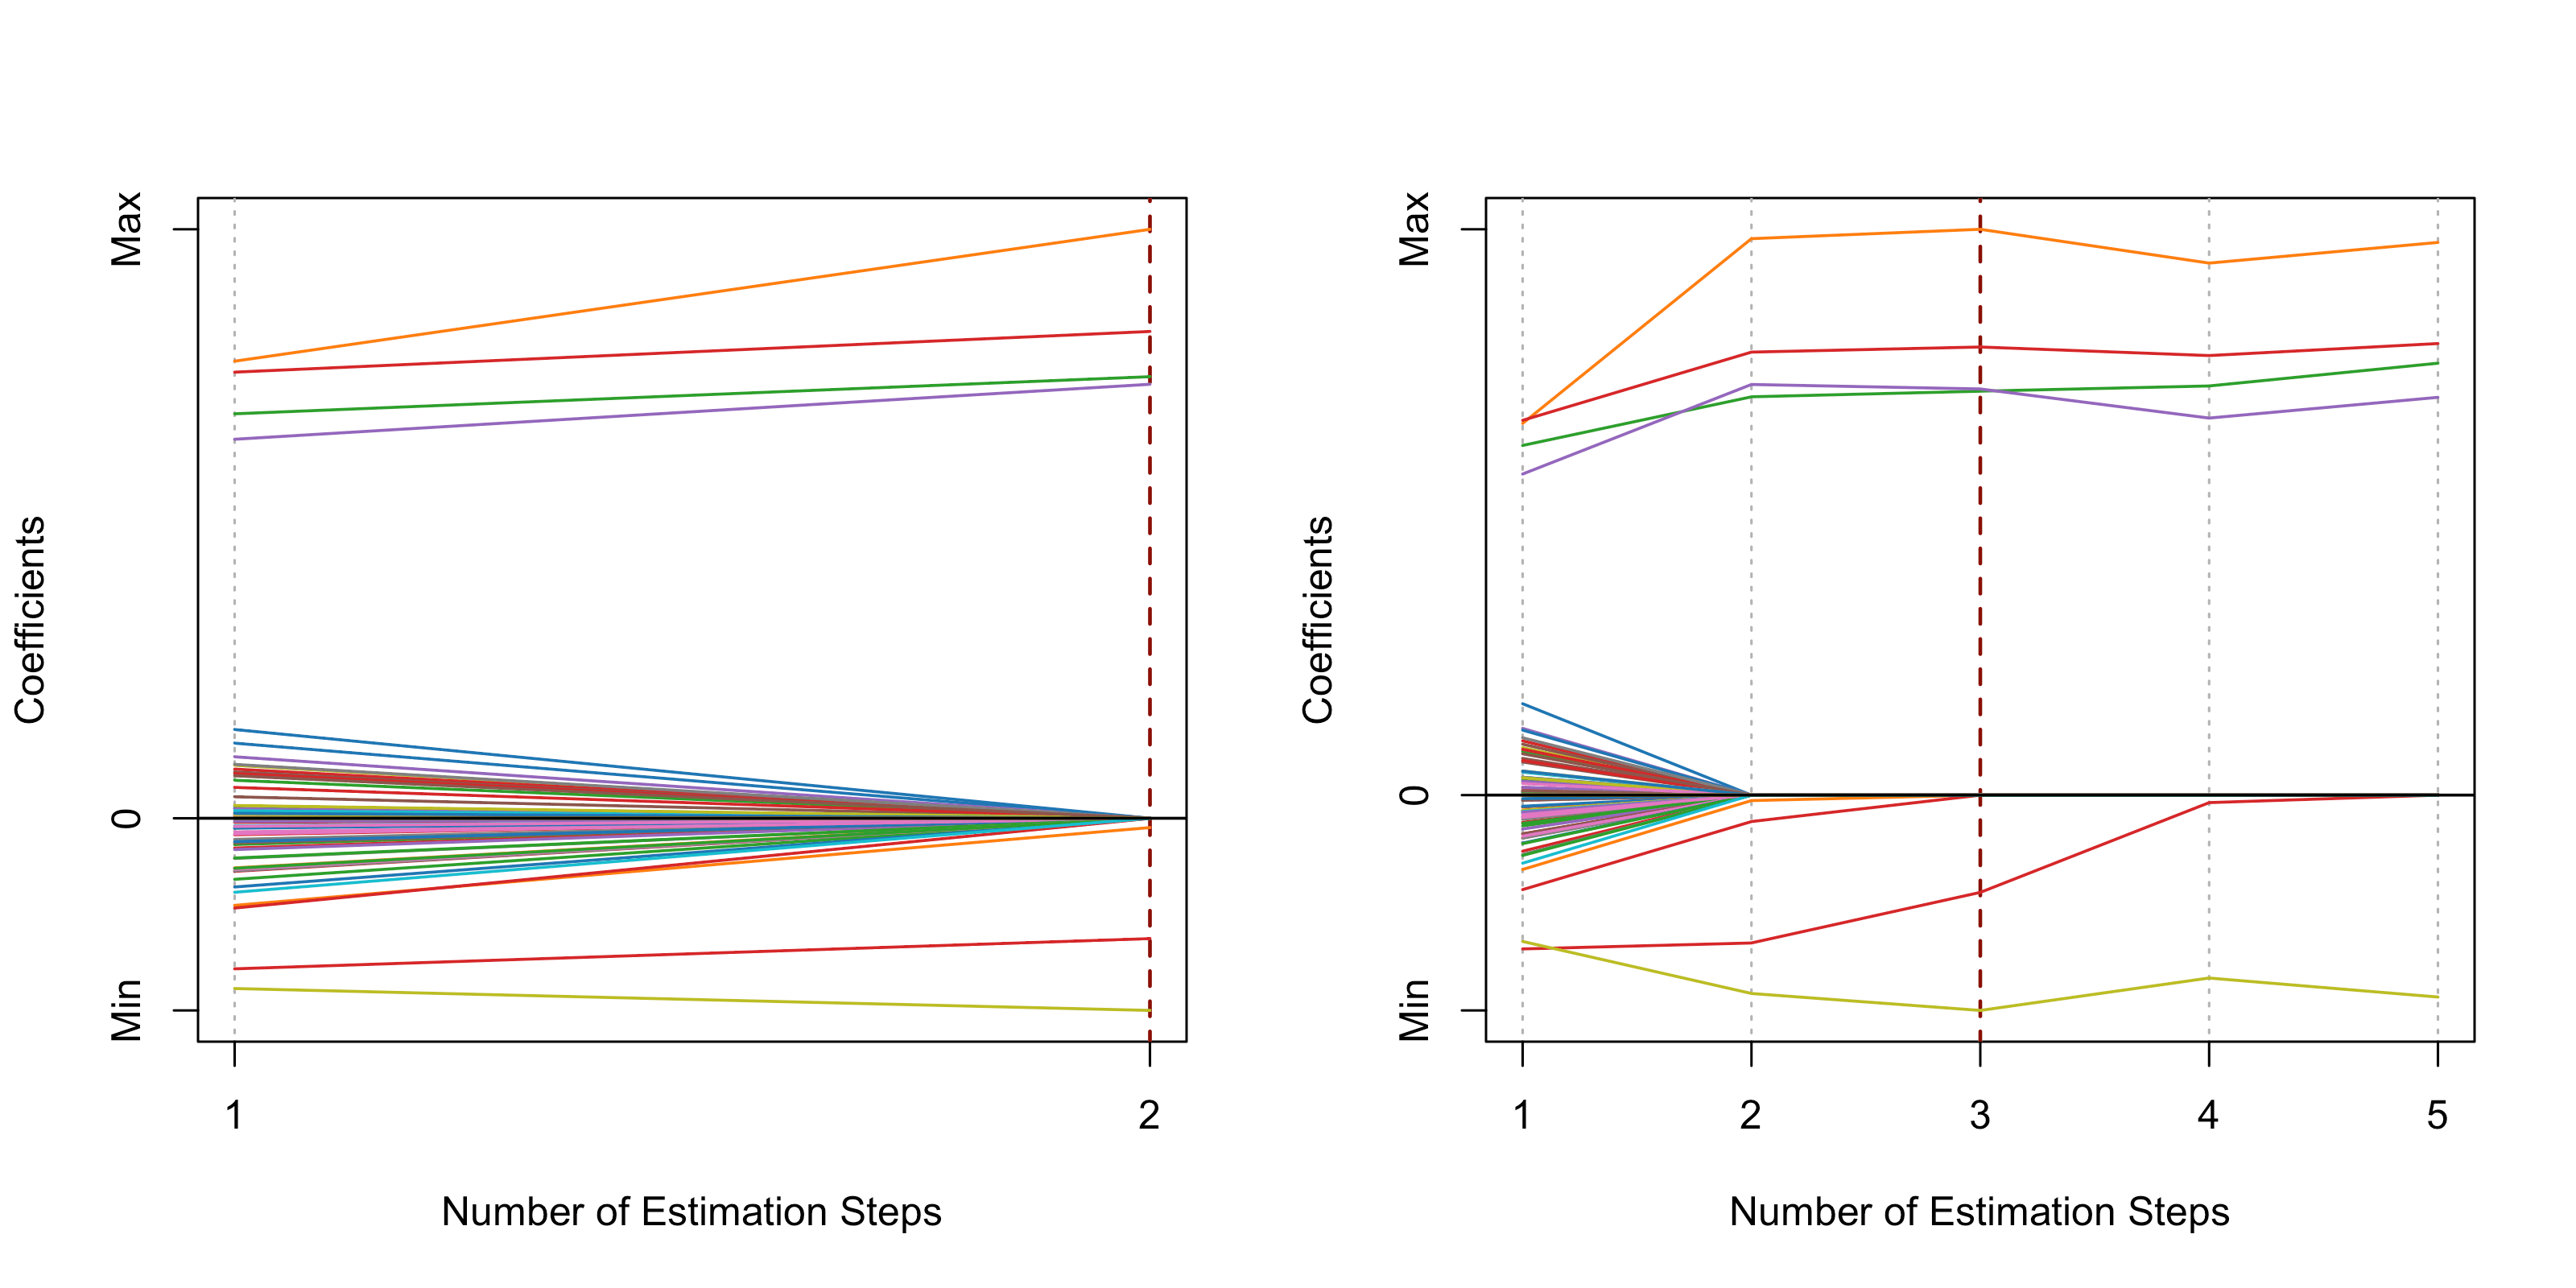 Coefficients
Max
0
Min
1
2
Number of Estimation Steps
Coefficients
Max
0
Min
1
2
3
4
5
Number of Estimation Steps